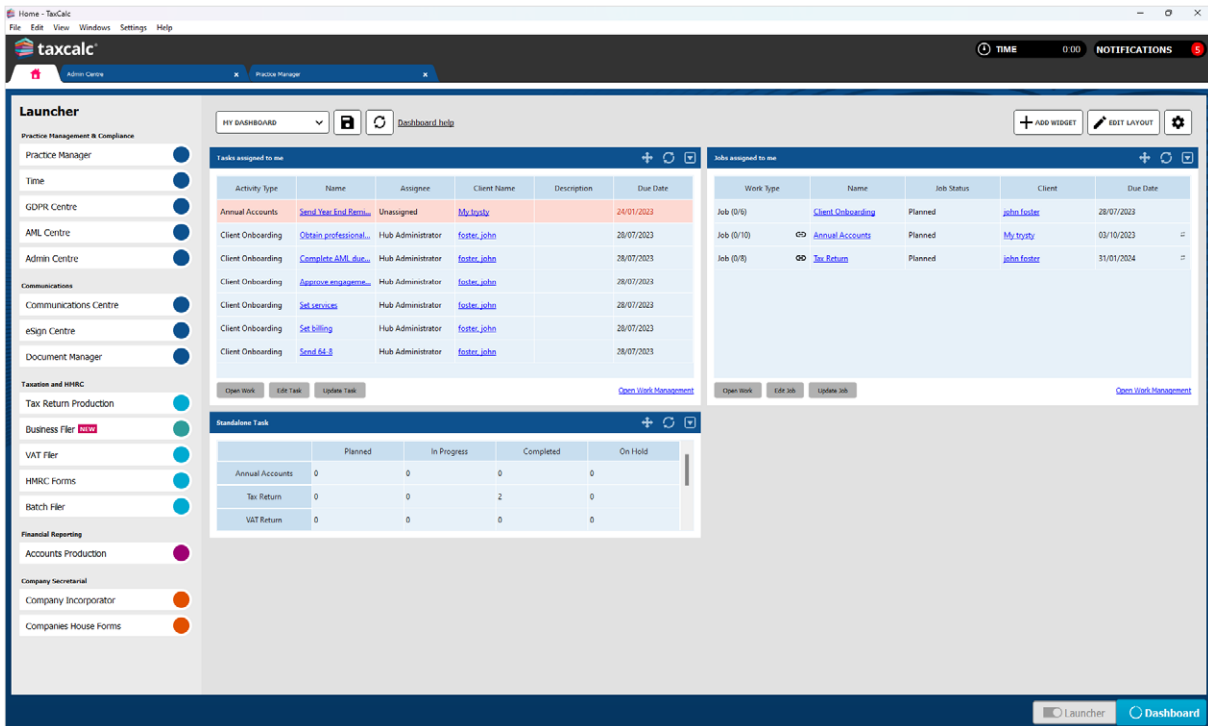 Home - TaxCalc
File Edit View Windows Settings Help
taxcalc
TIME 0:00 NOTIFICATIONS 5
Admin Centre x Practice Manager x
Launcher
Practice Management & Compliance
Practice Manager
Time
GDPR Centre
AML Centre
Admin Centre
Communications
Communications Centre
eSign Centre
Document Manager
Taxation and HMRC
Tax Return Production
Business Filer NEW
VAT Filer
HMRC Forms
Batch Filer
Financial Reporting
Accounts Production
Company Secretarial
Company Incorporator
Companies House Forms
MY DASHBOARD Dashboard help
ADD WIDGET EDIT LAYOUT
Tasks assigned to me
Activity Type Name Assignee Client Name Description Due Date
Annual Accounts Send Year End Remi... Unassigned My trysty 24/01/2023
Client Onboarding Obtain professional... Hub Administrator foster, john 28/07/2023
Client Onboarding Complete AML due... Hub Administrator foster, john 28/07/2023
Client Onboarding Approve engageme... Hub Administrator foster, john 28/07/2023
Client Onboarding Set services Hub Administrator foster, john 28/07/2023
Client Onboarding Set billing Hub Administrator foster, john 28/07/2023
Client Onboarding Send 64-8 Hub Administrator foster, john 28/07/2023
Open Work Edit Task Update Task Open Work Management
Jobs assigned to me
Work Type Name Job Status Client Due Date
Job (0/6) Client Onboarding Planned john foster 28/07/2023
Job (0/10) Annual Accounts Planned My trysty 03/10/2023
Job (0/8) Tax Return Planned john foster 31/01/2024
Open Work Edit Job Update Job Open Work Management
Standalone Task
Planned In Progress Completed On Hold
Annual Accounts 0 0 0 0
Tax Return 0 0 2 0
VAT Return 0 0 0 0
Launcher Dashboard